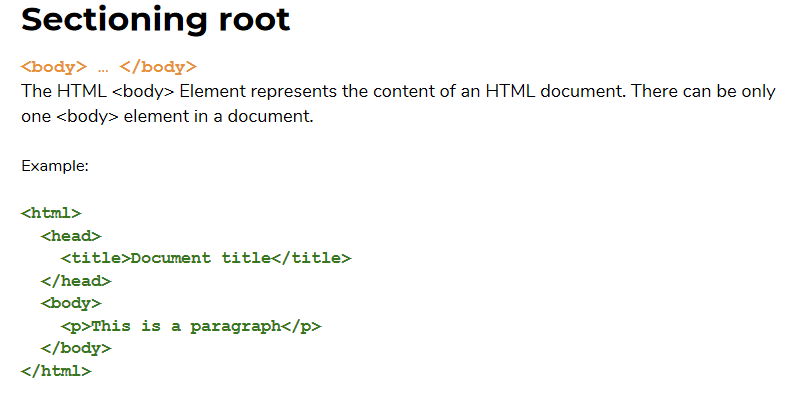 Sectioning root
<body> … </body>
The HTML <body> Element represents the content of an HTML document. There can be only
one <body> element in a document.
Example:
<html>
<head>
<title>Document title</title>
</head>
<body>
<p>This is a paragraph</p>
</body>
</html>